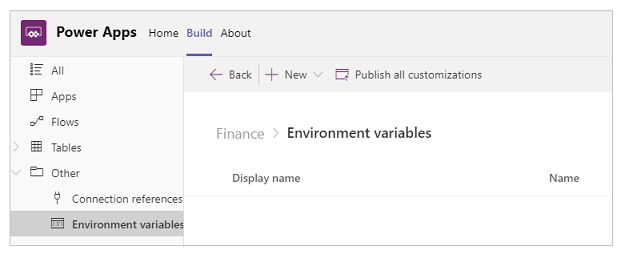 Power Apps Home Build About
All
Apps
Flows
Tables
Other
Connection references
Environment variables
Back New Publish all customizations
Finance > Environment variables
Display name Name